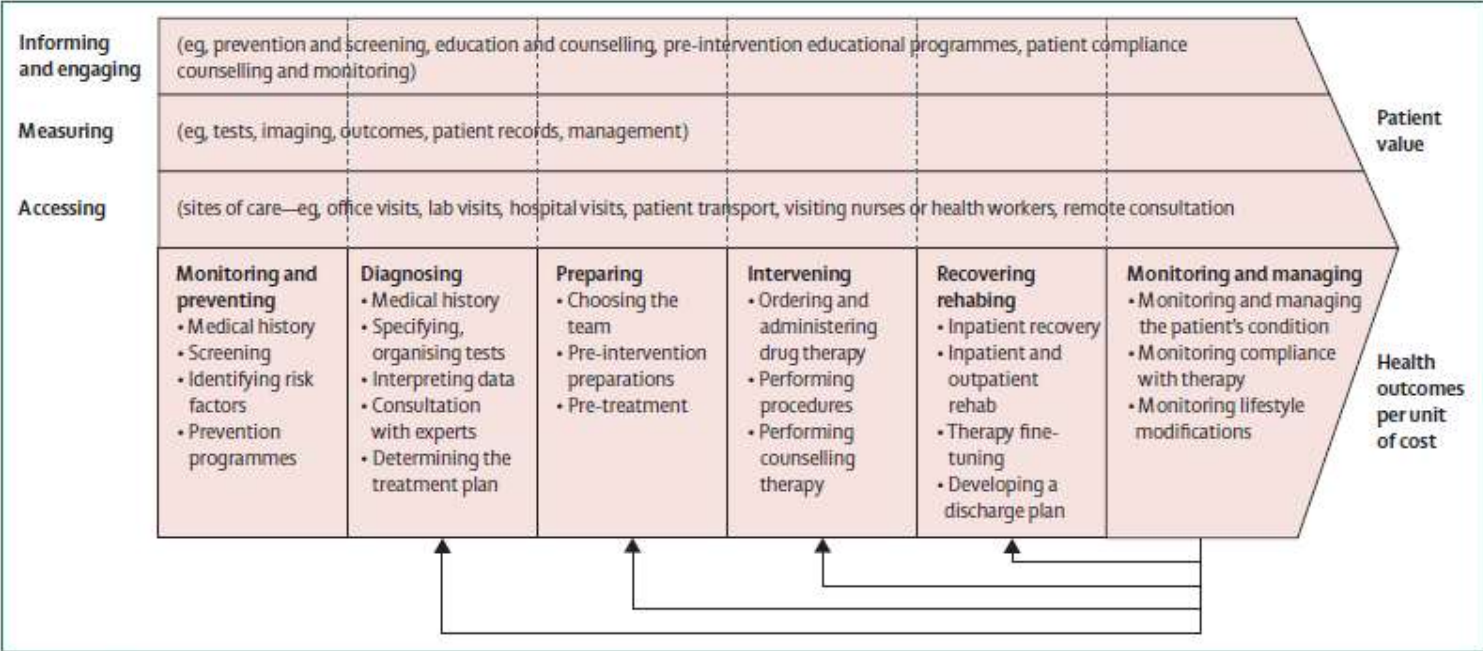 Informing
and engaging
(eg, prevention and screening, education and counselling, pre-intervention educational programmes, patient compliance
counselling and monitoring)
Measuring
(eg, tests, imaging, outcomes, patient records, management)
Accessing
(sites of care—eg, office visits, lab visits, hospital visits, patient transport, visiting nurses or health workers, remote consultation
Patient
value
Monitoring and
preventing
• Medical history
• Screening
• Identifying risk
factors
• Prevention
programmes
Diagnosing
• Medical history
• Specifying,
organising tests
• Interpreting data
• Consultation
with experts
• Determining the
treatment plan
Preparing
• Choosing the
team
• Pre-intervention
preparations
• Pre-treatment
Intervening
• Ordering and
administering
drug therapy
• Performing
procedures
• Performing
counselling
therapy
Recovering
rehabing
• Inpatient recovery
• Inpatient and
outpatient
rehab
• Therapy fine-
tuning
• Developing a
discharge plan
Monitoring and managing
• Monitoring and managing
the patient's condition
• Monitoring compliance
with therapy
• Monitoring lifestyle
modifications
Health
outcomes
per unit
of cost